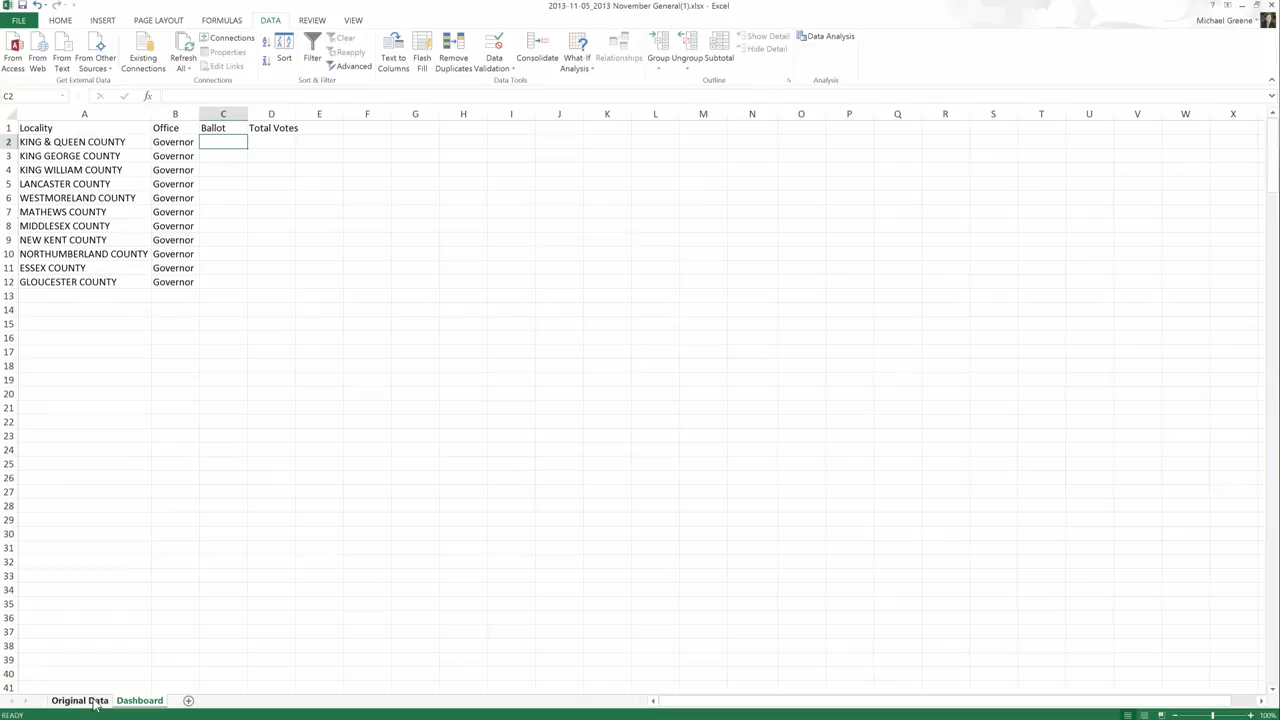 2013-11-05_2013 November General(1).xlsx - Excel
FILE HOME INSERT PAGE LAYOUT FORMULAS DATA REVIEW VIEW Michael Greene
From Access From Web From Text From Other Sources Existing Connections Refresh All Connections Properties Edit Links Sort Filter Clear Reapply Advanced Text to Columns Flash Fill Remove Duplicates Data Validation Consolidate What-If Analysis Relationships Group Ungroup Subtotal Show Detail Hide Detail Data Analysis
Get External Data Connections Sort & Filter Data Tools Outline Analysis
C2 fx
A B C D E F G H I J K L M N O P Q R S T U V W X
1 Locality Office Ballot Total Votes
2 KING & QUEEN COUNTY Governor
3 KING GEORGE COUNTY Governor
4 KING WILLIAM COUNTY Governor
5 LANCASTER COUNTY Governor
6 WESTMORELAND COUNTY Governor
7 MATHEWS COUNTY Governor
8 MIDDLESEX COUNTY Governor
9 NEW KENT COUNTY Governor
10 NORTHUMBERLAND COUNTY Governor
11 ESSEX COUNTY Governor
12 GLOUCESTER COUNTY Governor
13
14
15
16
17
18
19
20
21
22
23
24
25
26
27
28
29
30
31
32
33
34
35
36
37
38
39
40
41
Original Data Dashboard
READY 100%